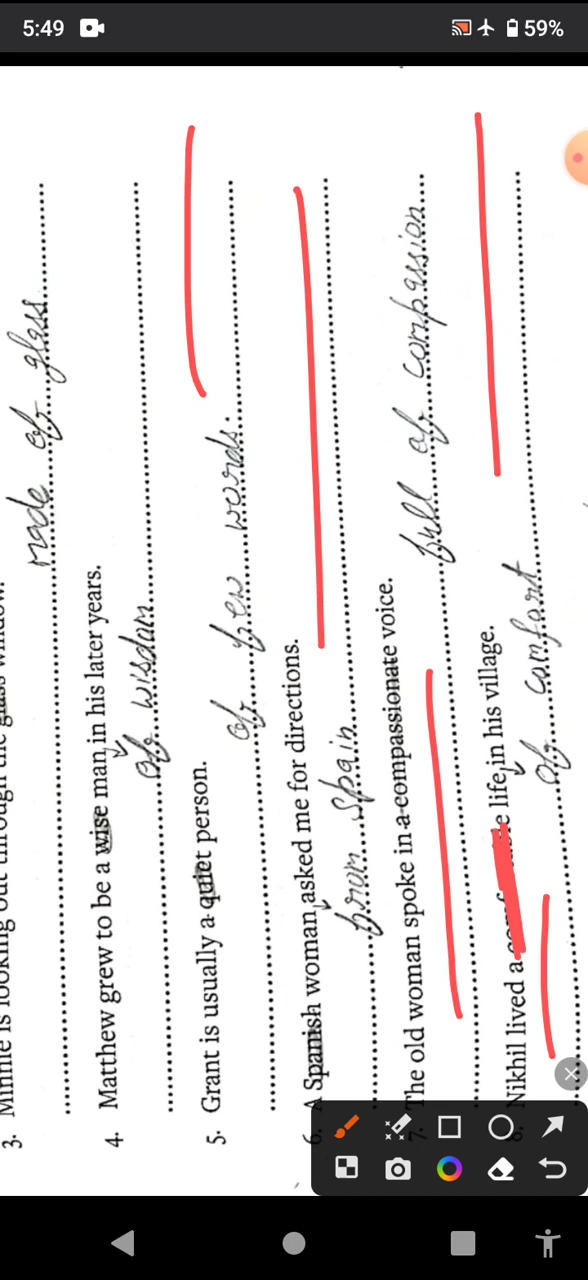 5:49
59%
3. Minnie is looking out through the glass window.
made of glass
4. Matthew grew to be a wise man in his later years.
of wisdom
5. Grant is usually a quiet person.
of few words.
6. A Spanish woman asked me for directions.
from spain
7. The old woman spoke in a compassionate voice.
full of compession
8. Nikhil lived a life in his village.
of comfort